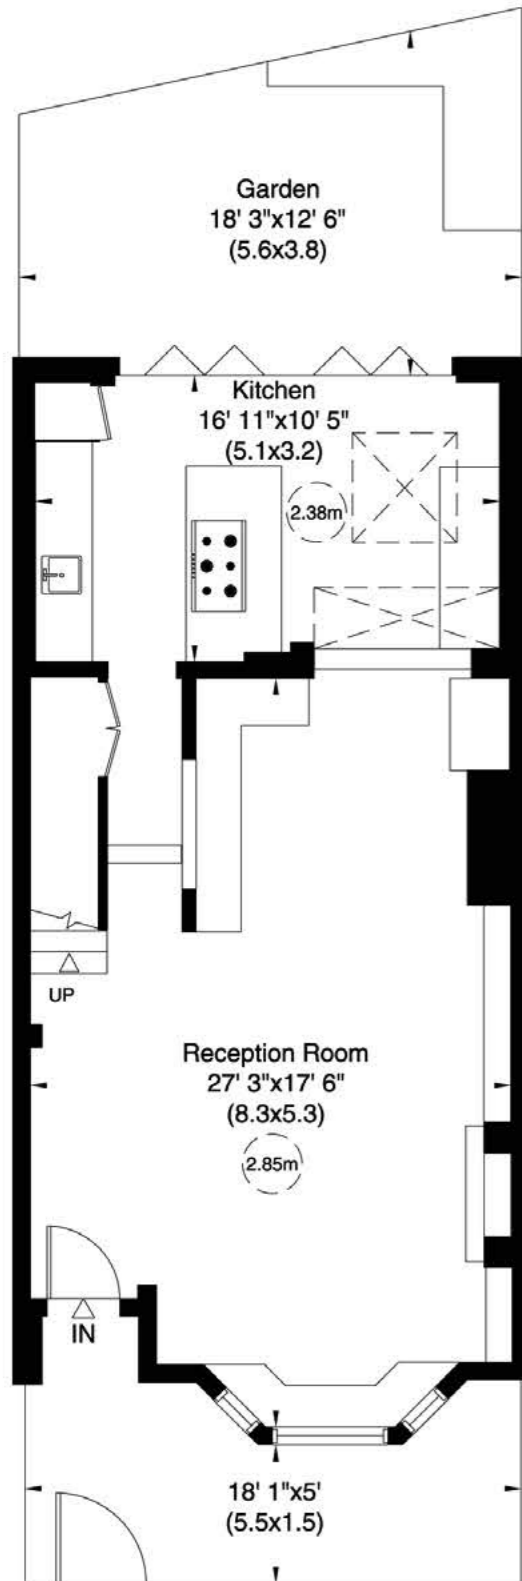 Garden
18' 3"x12' 6"
(5.6x3.8)
Kitchen
16' 11"x10' 5"
(5.1x3.2)
2.38m
UP
Reception Room
27' 3"x17' 6"
(8.3x5.3)
2.85m
IN
18' 1"x5'
(5.5x1.5)